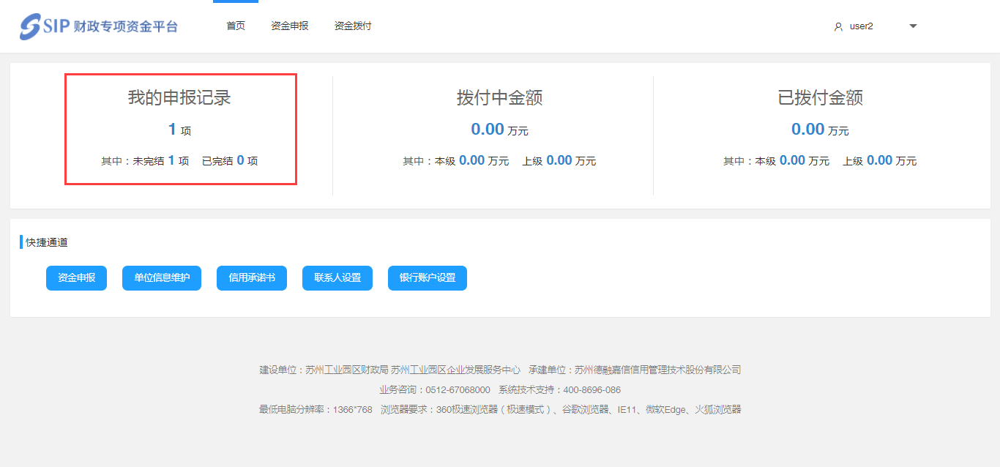 SIP 财政专项资金平台 首页 资金申报 资金拨付 user2
我的申报记录 拨付中金额 已拨付金额
1 项 0.00 万元 0.00 万元
其中：未完结 1 项 已完结 0 项 其中：本级 0.00 万元 上级 0.00 万元 其中：本级 0.00 万元 上级 0.00 万元
快捷通道
资金申报 单位信息维护 信用承诺书 联系人设置 银行账户设置
建设单位：苏州工业园区财政局 苏州工业园区企业发展服务中心 承建单位：苏州德融嘉信信用管理技术股份有限公司
业务咨询：0512-67068000 系统技术支持：400-8696-086
最低电脑分辨率：1366*768 浏览器要求：360极速浏览器（极速模式）、谷歌浏览器、IE11、微软Edge、火狐浏览器